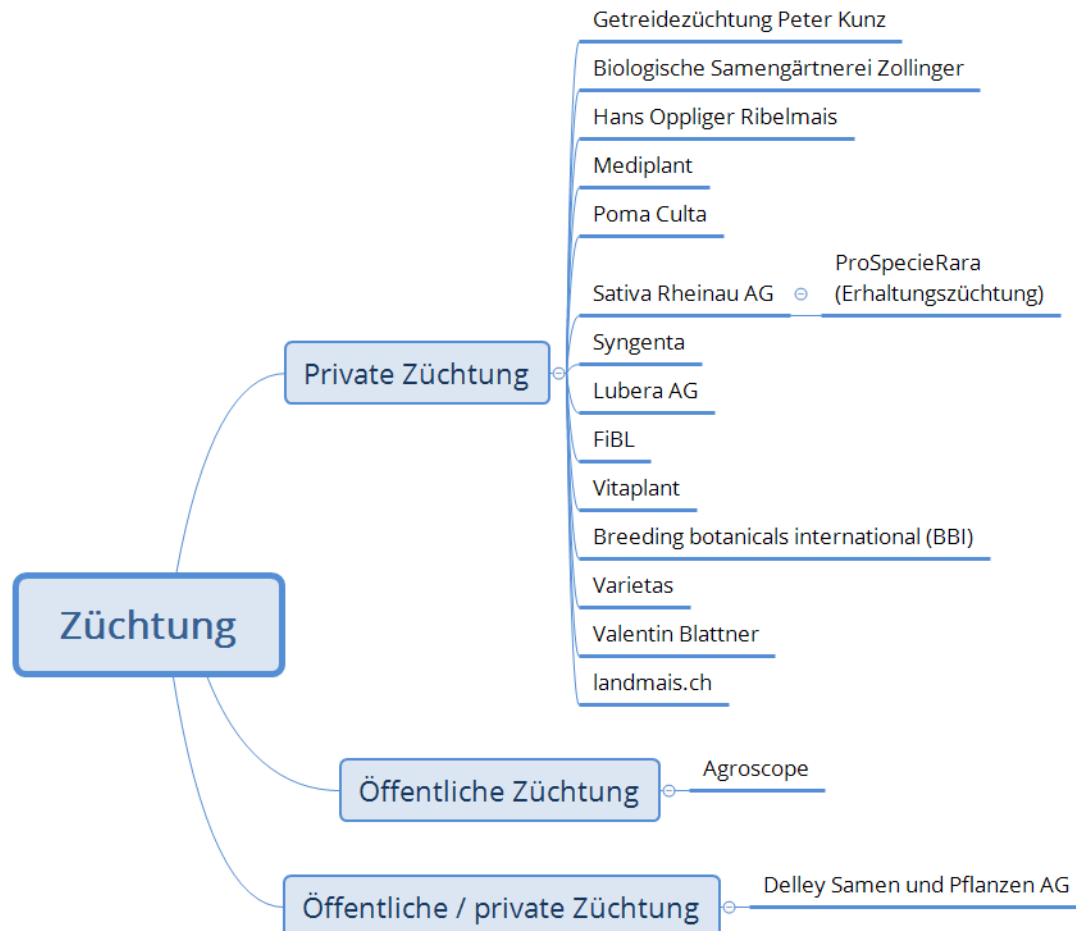 Getreidezüchtung Peter Kunz
Biologische Samengärtnerei Zollinger
Hans Oppliger Ribelmais
Mediplant
Poma Culta
Sativa Rheinau AG
ProSpecieRara
(Erhaltungszüchtung)
Syngenta
Private Züchtung
Lubera AG
FiBL
Vitaplant
Breeding botanicals international (BBI)
Varietas
Züchtung
Valentin Blattner
landmais.ch
Öffentliche Züchtung
Agroscope
Öffentliche / private Züchtung
Delley Samen und Pflanzen AG